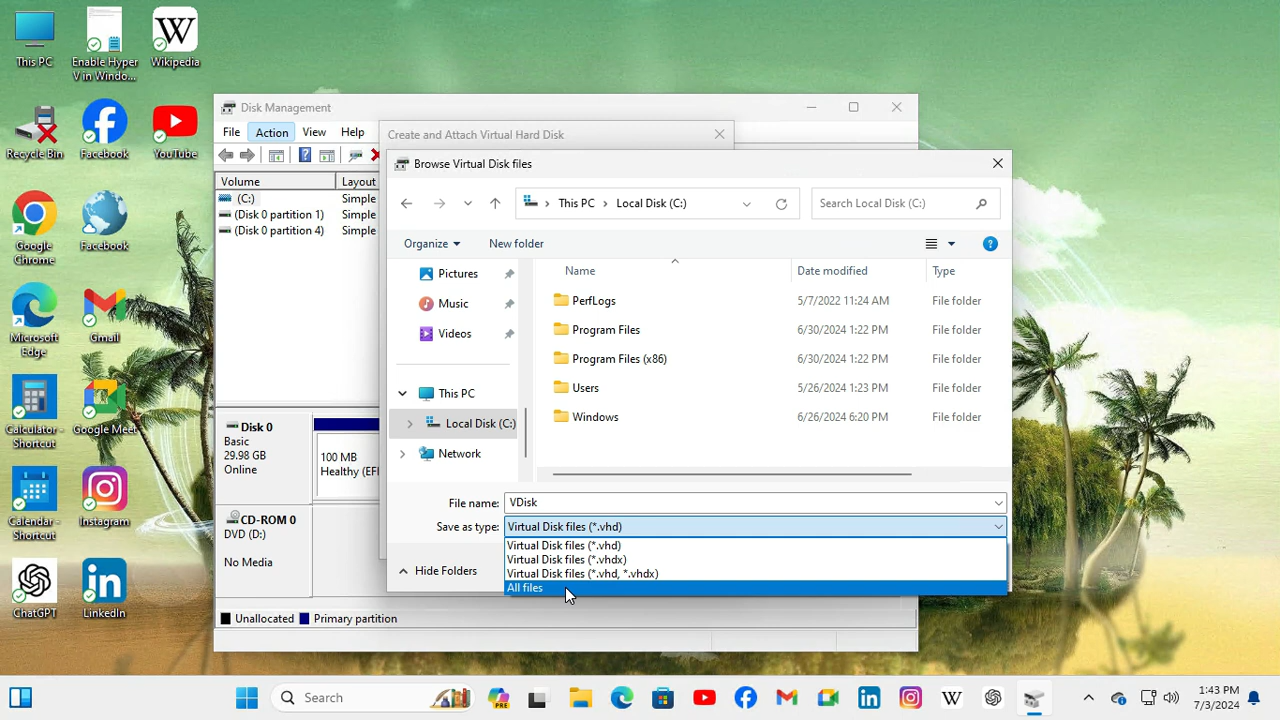 This PC
Enable Hyper
V in Windo...
Wikipedia
Recycle Bin
Facebook
YouTube
Google
Chrome
Facebook
Microsoft
Edge
Gmail
Calculator -
Shortcut
Google Meet
Calendar -
Shortcut
Instagram
ChatGPT
LinkedIn
Disk Management
File Action View Help
Create and Attach Virtual Hard Disk
Browse Virtual Disk files
This PC Local Disk (C:)
Search Local Disk (C:)
Organize New folder
Volume Layout
(C:) Simple
(Disk 0 partition 1) Simple
(Disk 0 partition 4) Simple
Pictures
Music
Videos
This PC
Local Disk (C:)
Network
Name Date modified Type
PerfLogs 5/7/2022 11:24 AM File folder
Program Files 6/30/2024 1:22 PM File folder
Program Files (x86) 6/30/2024 1:22 PM File folder
Users 5/26/2024 1:23 PM File folder
Windows 6/26/2024 6:20 PM File folder
File name: VDisk
Save as type: Virtual Disk files (*.vhd)
Virtual Disk files (*.vhd)
Virtual Disk files (*.vhdx)
Virtual Disk files (*.vhd, *.vhdx)
All files
Hide Folders
Disk 0
Basic
29.98 GB
Online
100 MB
Healthy (EFI
CD-ROM 0
DVD (D:)
No Media
Unallocated Primary partition
Search
PRE
1:43 PM
7/3/2024